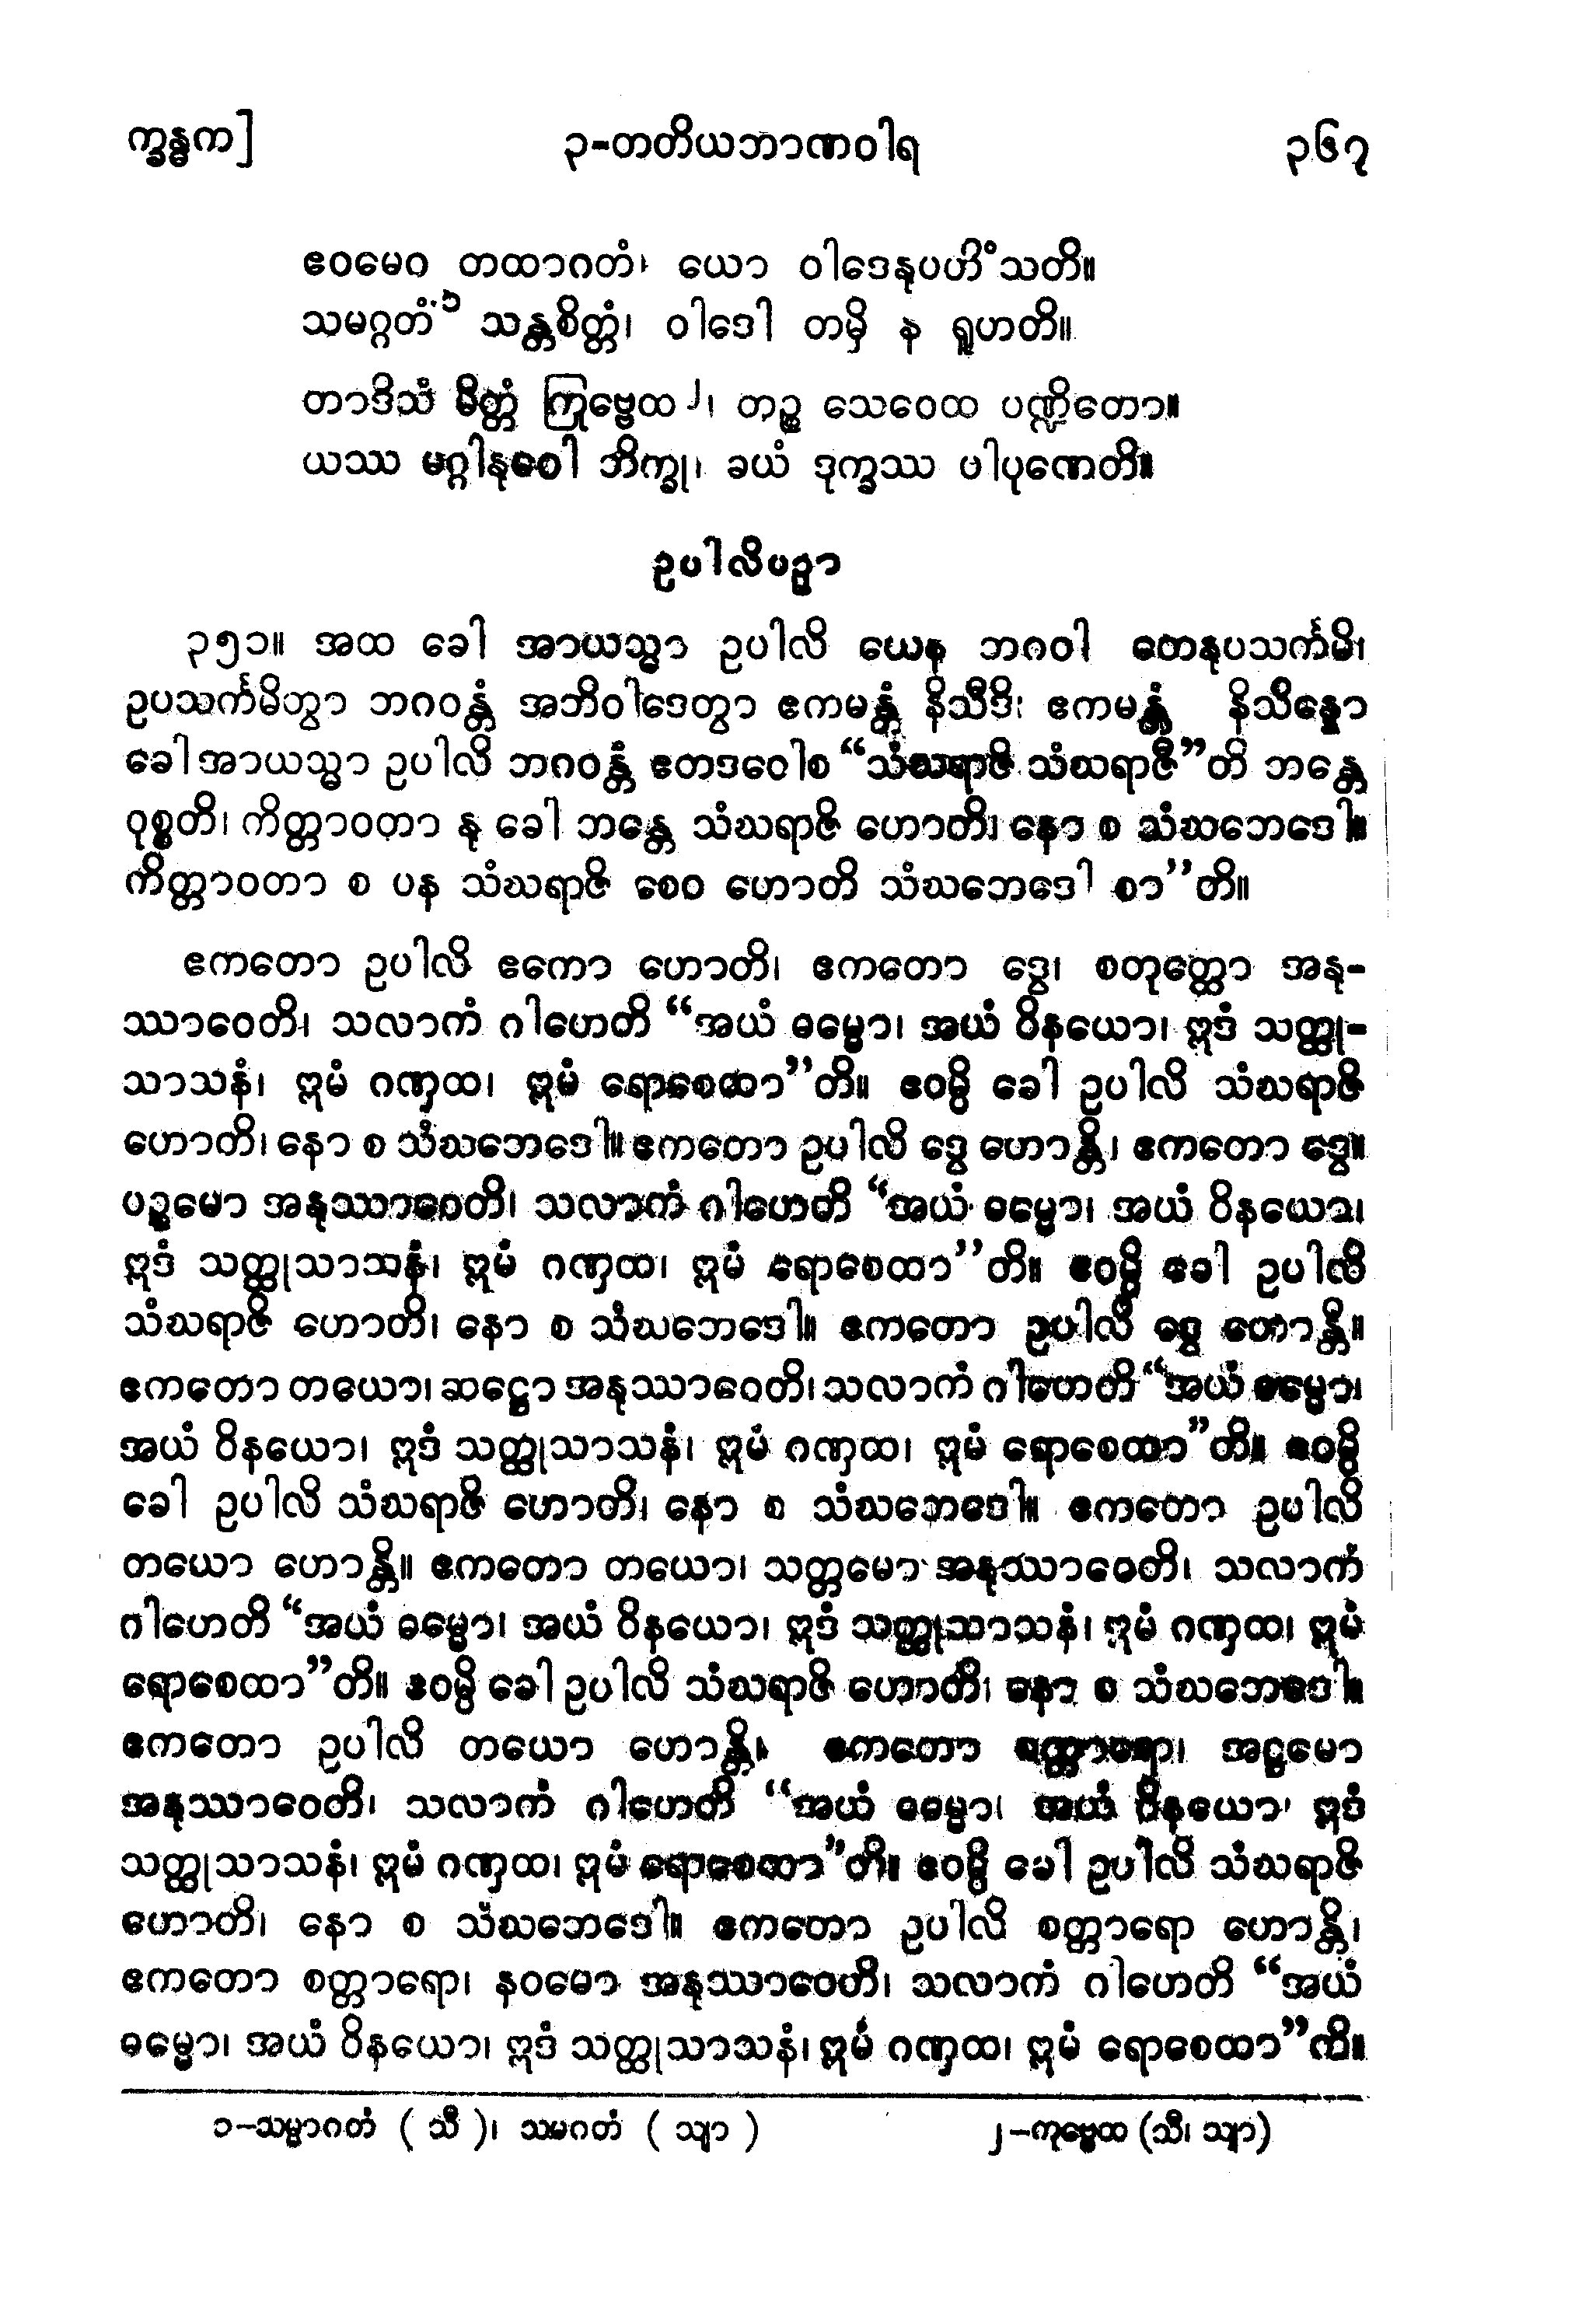 က္ခန္ဓက] ၃-တတိယဘာဏဝါရ ၃၆၇
ဧဝမေဝ တထာဂတံ၊ ယော ဝါဒေနုပဟိံသတိ။
သမဂ္ဂတံ ၁ သန္တစိတ္တံ၊ ဝါဒေါ တမှိ န ရူဟတိ။
တာဒိသံ မိတ္တံ ကြုဗ္ဗေထ ၂၊ တဉ္စ သေဝေထ ပဏ္ဍိတော။
ယဿ မဂ္ဂါနုဂေါ ဘိက္ခု၊ ခယံ ဒုက္ခဿ ပါပုဏေတိ။
ဥပါလိပဉှာ
၃၅၁။ အထ ခေါ အာယသ္မာ ဥပါလိ ယေန ဘဂဝါ တေနုပသင်္ကမိ၊
ဥပသင်္ကမိတွာ ဘဂဝန္တံ အဘိဝါဒေတွာ ဧကမန္တံ နိသီဒိ၊ ဧကမန္တံ နိသိန္နော
ခေါ အာယသ္မာ ဥပါလိ ဘဂဝန္တံ ဧတဒဝေါစ “သံဃရာဇိ သံဃရာဇီ”တိ ဘန္တေ
ဝုစ္စတိ၊ ကိတ္တာဝတာ နု ခေါ ဘန္တေ သံဃရာဇိ ဟောတိ၊ နော စ သံဃဘေဒေါ။
ကိတ္တာဝတာ စ ပန သံဃရာဇိ စေဝ ဟောတိ သံဃဘေဒေါ စာ”တိ။
ဧကတော ဥပါလိ ဧကော ဟောတိ၊ ဧကတော ဒွေ၊ စတုတ္ထော အနု-
ဿာဝေတိ၊ သလာကံ ဂါဟေတိ “အယံ ဓမ္မော၊ အယံ ဝိနယော၊ ဣဒံ သတ္ထု-
သာသနံ၊ ဣမံ ဂဏှထ၊ ဣမံ ရောစေထာ”တိ။ ဧဝမ္ပိ ခေါ ဥပါလိ သံဃရာဇိ
ဟောတိ၊ နော စ သံဃဘေဒေါ။ ဧကတော ဥပါလိ ဒွေ ဟောန္တိ၊ ဧကတော ဒွေ။
ပဉ္စမော အနုဿာဝေတိ၊ သလာကံ ဂါဟေတိ “အယံ ဓမ္မော၊ အယံ ဝိနယော၊
ဣဒံ သတ္ထုသာသနံ၊ ဣမံ ဂဏှထ၊ ဣမံ ရောစေထာ”တိ။ ဧဝမ္ပိ ခေါ ဥပါလိ
သံဃရာဇိ ဟောတိ၊ နော စ သံဃဘေဒေါ။ ဧကတော ဥပါလိ ဒွေ ဟောန္တိ။
ဧကတော တယော၊ ဆဋ္ဌော အနုဿာဝေတိ၊ သလာကံ ဂါဟေတိ “အယံ ဓမ္မော၊
အယံ ဝိနယော၊ ဣဒံ သတ္ထုသာသနံ၊ ဣမံ ဂဏှထ၊ ဣမံ ရောစေထာ”တိ။ ဧဝမ္ပိ
ခေါ ဥပါလိ သံဃရာဇိ ဟောတိ၊ နော စ သံဃဘေဒေါ။ ဧကတော ဥပါလိ
တယော ဟောန္တိ။ ဧကတော တယော၊ သတ္တမော အနုဿာဝေတိ၊ သလာကံ
ဂါဟေတိ “အယံ ဓမ္မော၊ အယံ ဝိနယော၊ ဣဒံ သတ္ထုသာသနံ၊ ဣမံ ဂဏှထ၊ ဣမံ
ရောစေထာ”တိ။ ဧဝမ္ပိ ခေါ ဥပါလိ သံဃရာဇိ ဟောတိ၊ နော စ သံဃဘေဒေါ။
ဧကတော ဥပါလိ တယော ဟောန္တိ၊ ဧကတော စတ္တာရော၊ အဋ္ဌမော
အနုဿာဝေတိ၊ သလာကံ ဂါဟေတိ “အယံ ဓမ္မော၊ အယံ ဝိနယော၊ ဣဒံ
သတ္ထုသာသနံ၊ ဣမံ ဂဏှထ၊ ဣမံ ရောစေထာ”တိ။ ဧဝမ္ပိ ခေါ ဥပါလိ သံဃရာဇိ
ဟောတိ၊ နော စ သံဃဘေဒေါ။ ဧကတော ဥပါလိ စတ္တာရော ဟောန္တိ၊
ဧကတော စတ္တာရော၊ နဝမော အနုဿာဝေတိ၊ သလာကံ ဂါဟေတိ “အယံ
ဓမ္မော၊ အယံ ဝိနယော၊ ဣဒံ သတ္ထုသာသနံ၊ ဣမံ ဂဏှထ၊ ဣမံ ရောစေထာ”တိ။
၁-သမ္မာဂတံ ( သီ )၊ သမဂတံ ( သျာ ) ၂-ကုဗ္ဗေထ (သီ၊ သျာ)